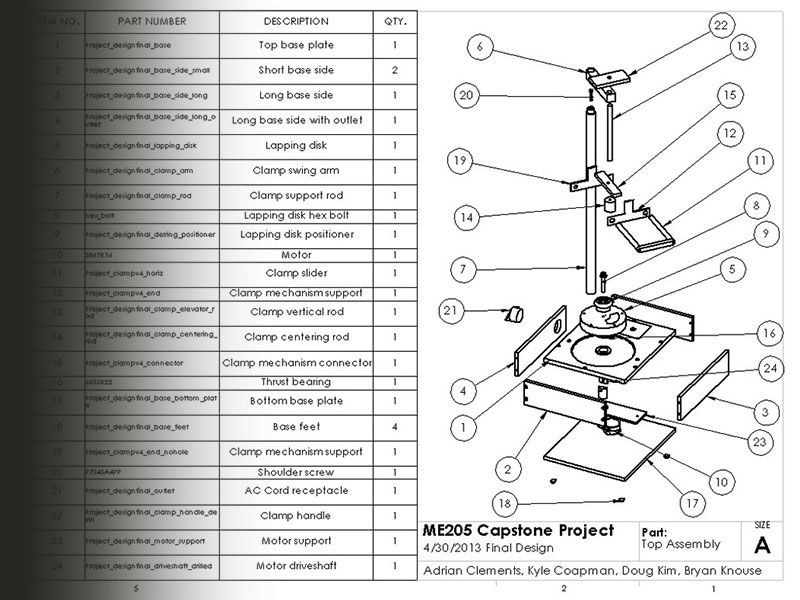 ITEM NO. PART NUMBER DESCRIPTION QTY.
1 Project_designfinal_base Top base plate 1
2 Project_designfinal_base_side_small Short base side 2
3 Project_designfinal_base_side_long Long base side 1
4 Project_designfinal_base_side_long_o
utlet Long base side with outlet 1
5 Project_designfinal_lapping_disk Lapping disk 1
6 Project_designfinal_clamp_arm Clamp swing arm 1
7 Project_designfinal_clamp_rod Clamp support rod 1
8 hex_bolt Lapping disk hex bolt 1
9 Project_designfinal_delring_positioner Lapping disk positioner 1
10 Motor 1
11 Project_clampv4_horiz Clamp slider 1
12 Project_clampv4_end Clamp mechanism support 1
13 Project_designfinal_clamp_elevator_r
od Clamp vertical rod 1
14 Project_designfinal_clamp_centering_
rod Clamp centering rod 1
15 Project_clampv4_connector Clamp mechanism connector 1
16 Thrust bearing 1
17 Project_designfinal_base_bottom_plat
e Bottom base plate 1
18 Project_designfinal_base_feet Base feet 4
19 Project_clampv4_end_nohole Clamp mechanism support 1
20 97345A499 Shoulder screw 1
21 Project_designfinal_outlet AC Cord receptacle 1
22 Project_designfinal_clamp_handle_de
lrin Clamp handle 1
23 Project_designfinal_motor_support Motor support 1
24 Project_designfinal_driveshaft_drilled Motor driveshaft 1
5
22
6
13
20
15
12
19
11
14
8
9
7
5
21
16
24
4
3
1
23
2
10
18
17
ME205 Capstone Project
4/30/2013 Final Design
Part:
Top Assembly
SIZE
A
Adrian Clements, Kyle Coapman, Doug Kim, Bryan Knouse
2
1